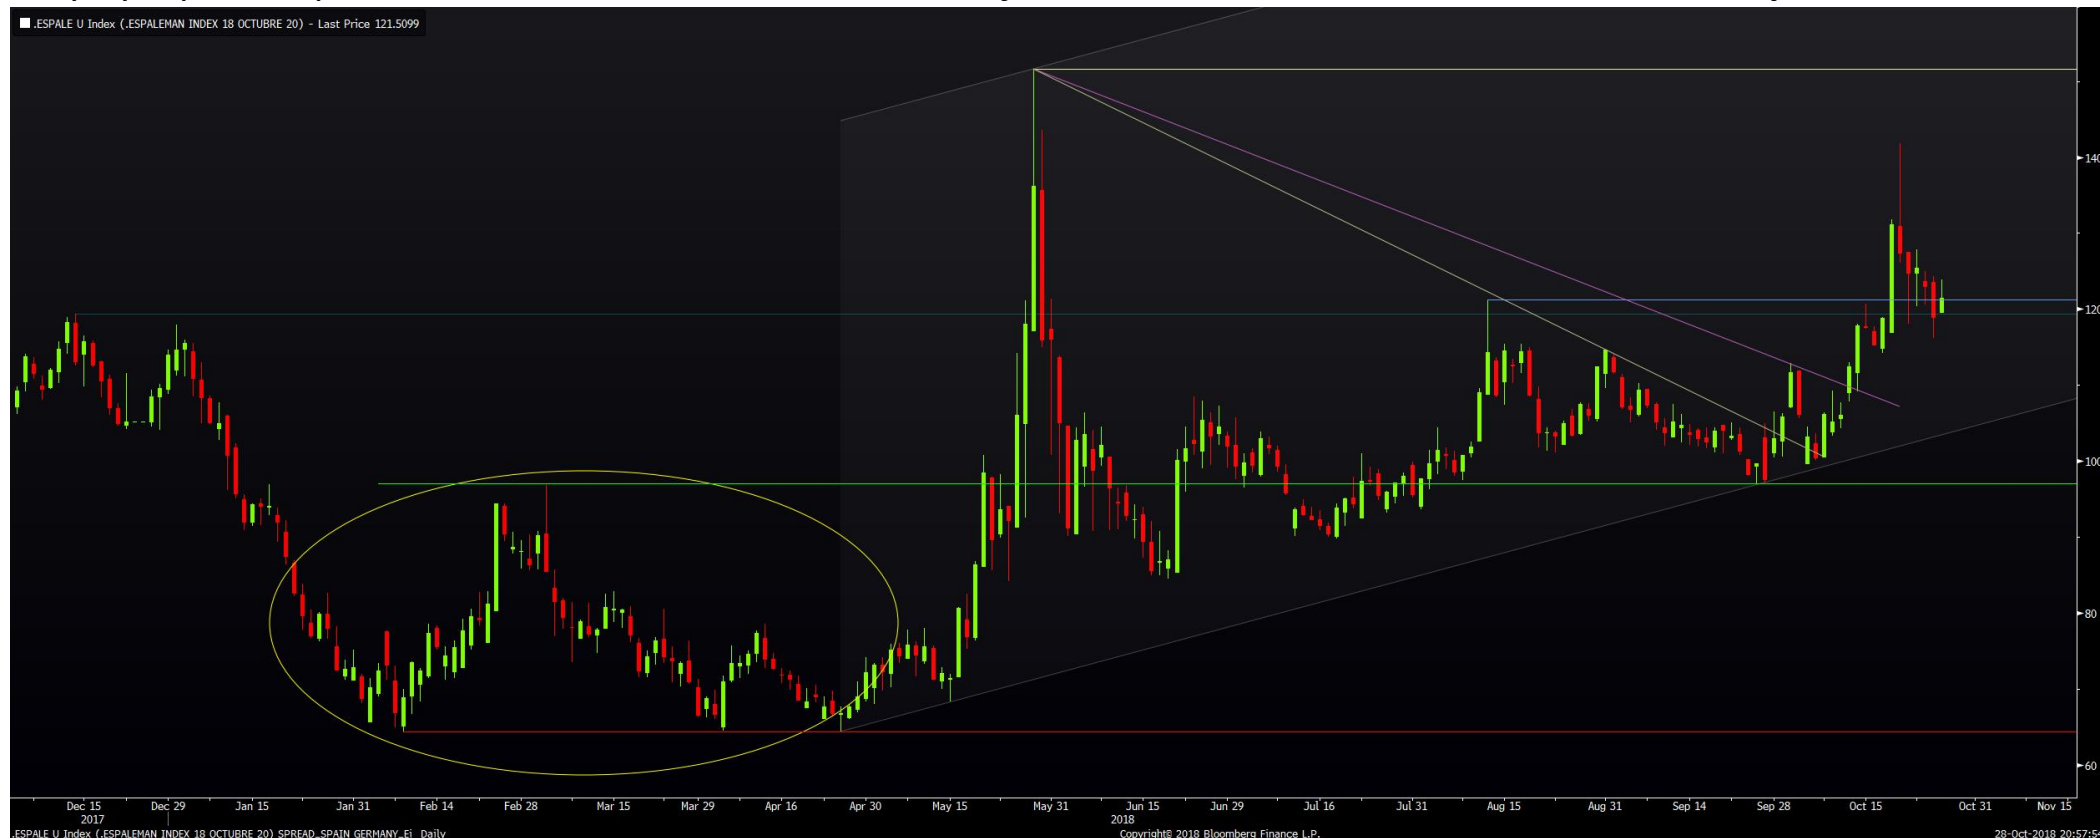 .ESPALE U Index (.ESPALEMAN INDEX 18 OCTUBRE 20) - Last Price 121.5099
140
120
100
80
60
Dec 15 Dec 29 Jan 15 Jan 31 Feb 14 Feb 28 Mar 15 Mar 29 Apr 16 Apr 30 May 15 May 31 Jun 15 Jun 29 Jul 16 Jul 31 Aug 15 Aug 31 Sep 14 Sep 28 Oct 15 Oct 31 Nov 15
2017 2018
.ESPALE U Index (.ESPALEMAN INDEX 18 OCTUBRE 20) SPREAD_SPAIN GERMANY_Ei Daily Copyright© 2018 Bloomberg Finance L.P. 28-Oct-2018 20:57:54